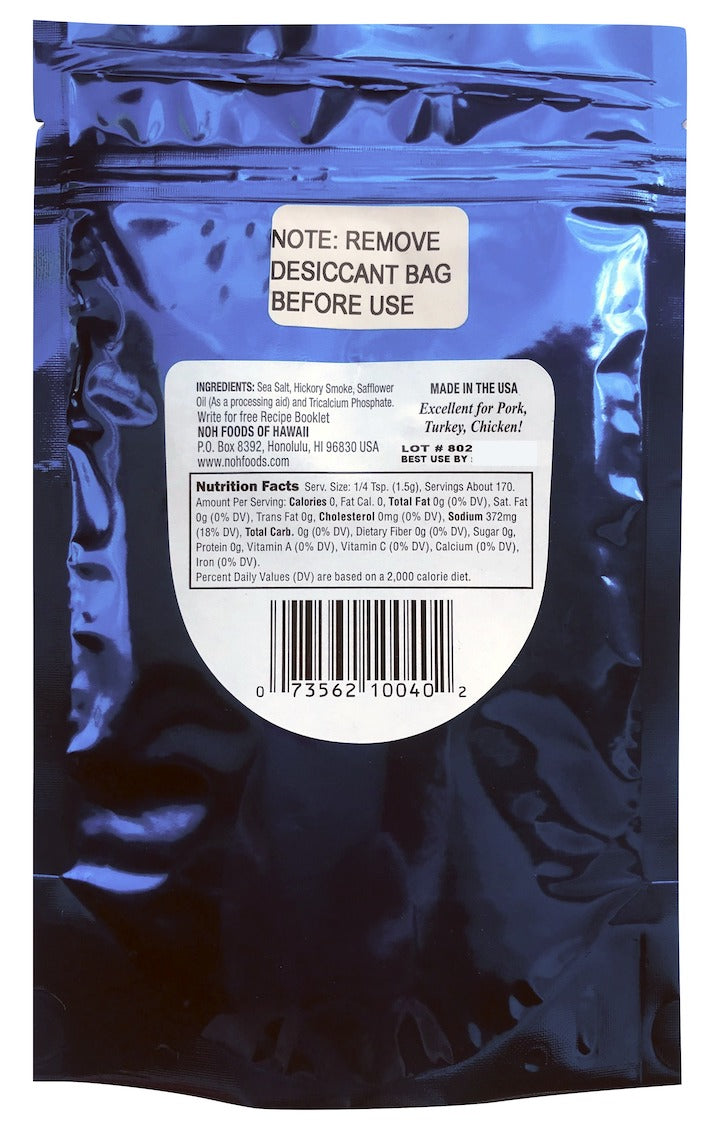 NOTE: REMOVE
DESICCANT BAG
BEFORE USE
INGREDIENTS: Sea Salt, Hickory Smoke, Safflower
Oil (As a processing aid) and Tricalcium Phosphate.
Write for free Recipe Booklet
NOH FOODS OF HAWAII
P.O. Box 8392, Honolulu, HI 96830 USA
www.nohfoods.com
MADE IN THE USA
Excellent for Pork,
Turkey, Chicken!
LOT # 802
BEST USE BY :
Nutrition Facts Serv. Size: 1/4 Tsp. (1.5g), Servings About 170.
Amount Per Serving: Calories 0, Fat Cal. 0, Total Fat 0g (0% DV), Sat. Fat
0g (0% DV), Trans Fat 0g, Cholesterol 0mg (0% DV), Sodium 372mg
(18% DV), Total Carb. 0g (0% DV), Dietary Fiber 0g (0% DV), Sugar 0g,
Protein 0g, Vitamin A (0% DV), Vitamin C (0% DV), Calcium (0% DV),
Iron (0% DV).
Percent Daily Values (DV) are based on a 2,000 calorie diet.
0 73562 10040 2